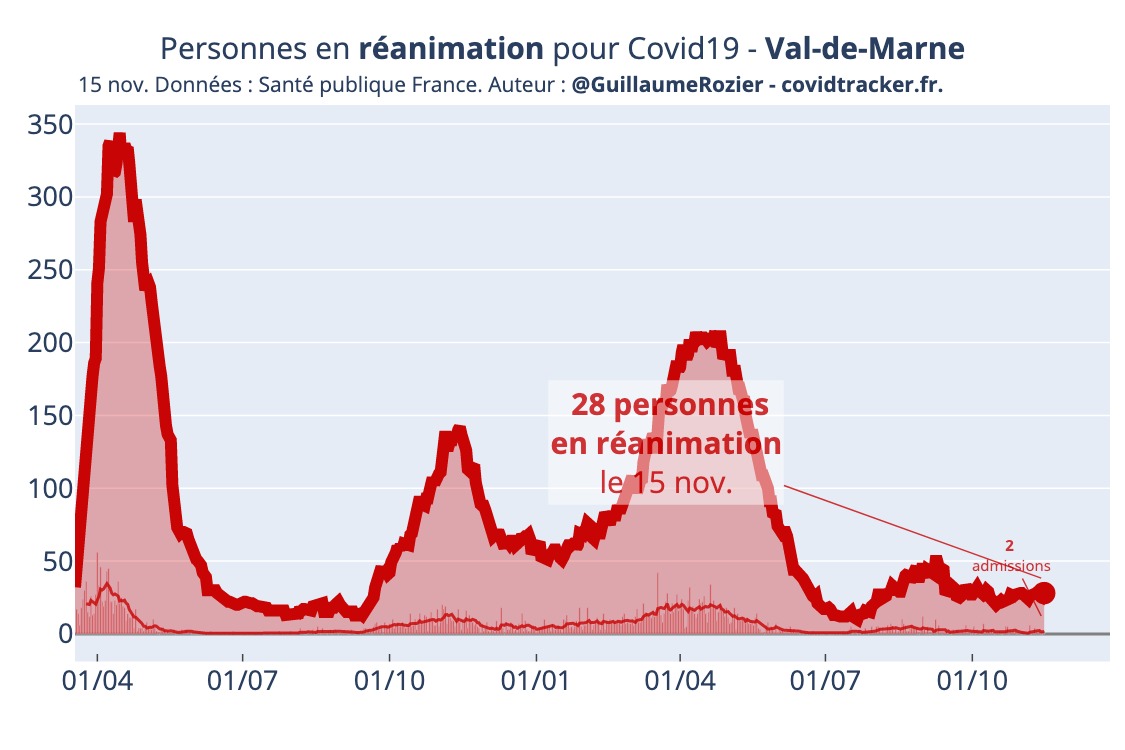 Personnes en réanimation pour Covid19 - Val-de-Marne
15 nov. Données : Santé publique France. Auteur : @GuillaumeRozier - covidtracker.fr.
350
300
250
200
150
100
50
0
28 personnes
en réanimation
le 15 nov.
2
admissions
01/04
01/07
01/10
01/01
01/04
01/07
01/10